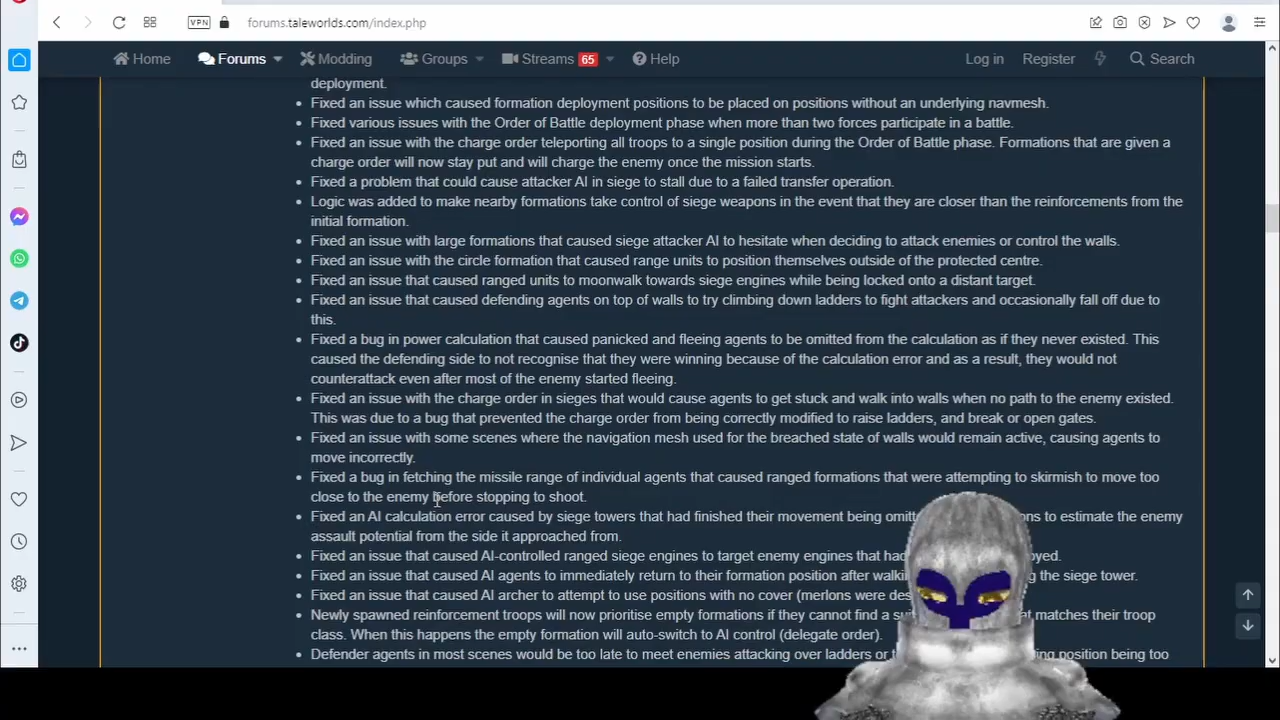 VPN forums.taleworlds.com/index.php
Home Forums Modding Groups Streams 65 Help Log in Register Search
deployment.
Fixed an issue which caused formation deployment positions to be placed on positions without an underlying navmesh.
Fixed various issues with the Order of Battle deployment phase when more than two forces participate in a battle.
Fixed an issue with the charge order teleporting all troops to a single position during the Order of Battle phase. Formations that are given a
charge order will now stay put and will charge the enemy once the mission starts.
Fixed a problem that could cause attacker AI in siege to stall due to a failed transfer operation.
Logic was added to make nearby formations take control of siege weapons in the event that they are closer than the reinforcements from the
initial formation.
Fixed an issue with large formations that caused siege attacker AI to hesitate when deciding to attack enemies or control the walls.
Fixed an issue with the circle formation that caused range units to position themselves outside of the protected centre.
Fixed an issue that caused ranged units to moonwalk towards siege engines while being locked onto a distant target.
Fixed an issue that caused defending agents on top of walls to try climbing down ladders to fight attackers and occasionally fall off due to
this.
Fixed a bug in power calculation that caused panicked and fleeing agents to be omitted from the calculation as if they never existed. This
caused the defending side to not recognise that they were winning because of the calculation error and as a result, they would not
counterattack even after most of the enemy started fleeing.
Fixed an issue with the charge order in sieges that would cause agents to get stuck and walk into walls when no path to the enemy existed.
This was due to a bug that prevented the charge order from being correctly modified to raise ladders, and break or open gates.
Fixed an issue with some scenes where the navigation mesh used for the breached state of walls would remain active, causing agents to
move incorrectly.
Fixed a bug in fetching the missile range of individual agents that caused ranged formations that were attempting to skirmish to move too
close to the enemy before stopping to shoot.
Fixed an AI calculation error caused by siege towers that had finished their movement being to estimate the enemy
assault potential from the side it approached from.
Fixed an issue that caused AI-controlled ranged siege engines to target enemy engines that
Fixed an issue that caused AI agents to immediately return to their formation position after the siege tower.
Fixed an issue that caused AI archer to attempt to use positions with no cover (merlons were
Newly spawned reinforcement troops will now prioritise empty formations if they cannot find a matches their troop
class. When this happens the empty formation will auto-switch to AI control (delegate order).
Defender agents in most scenes would be too late to meet enemies attacking over ladders or position being too